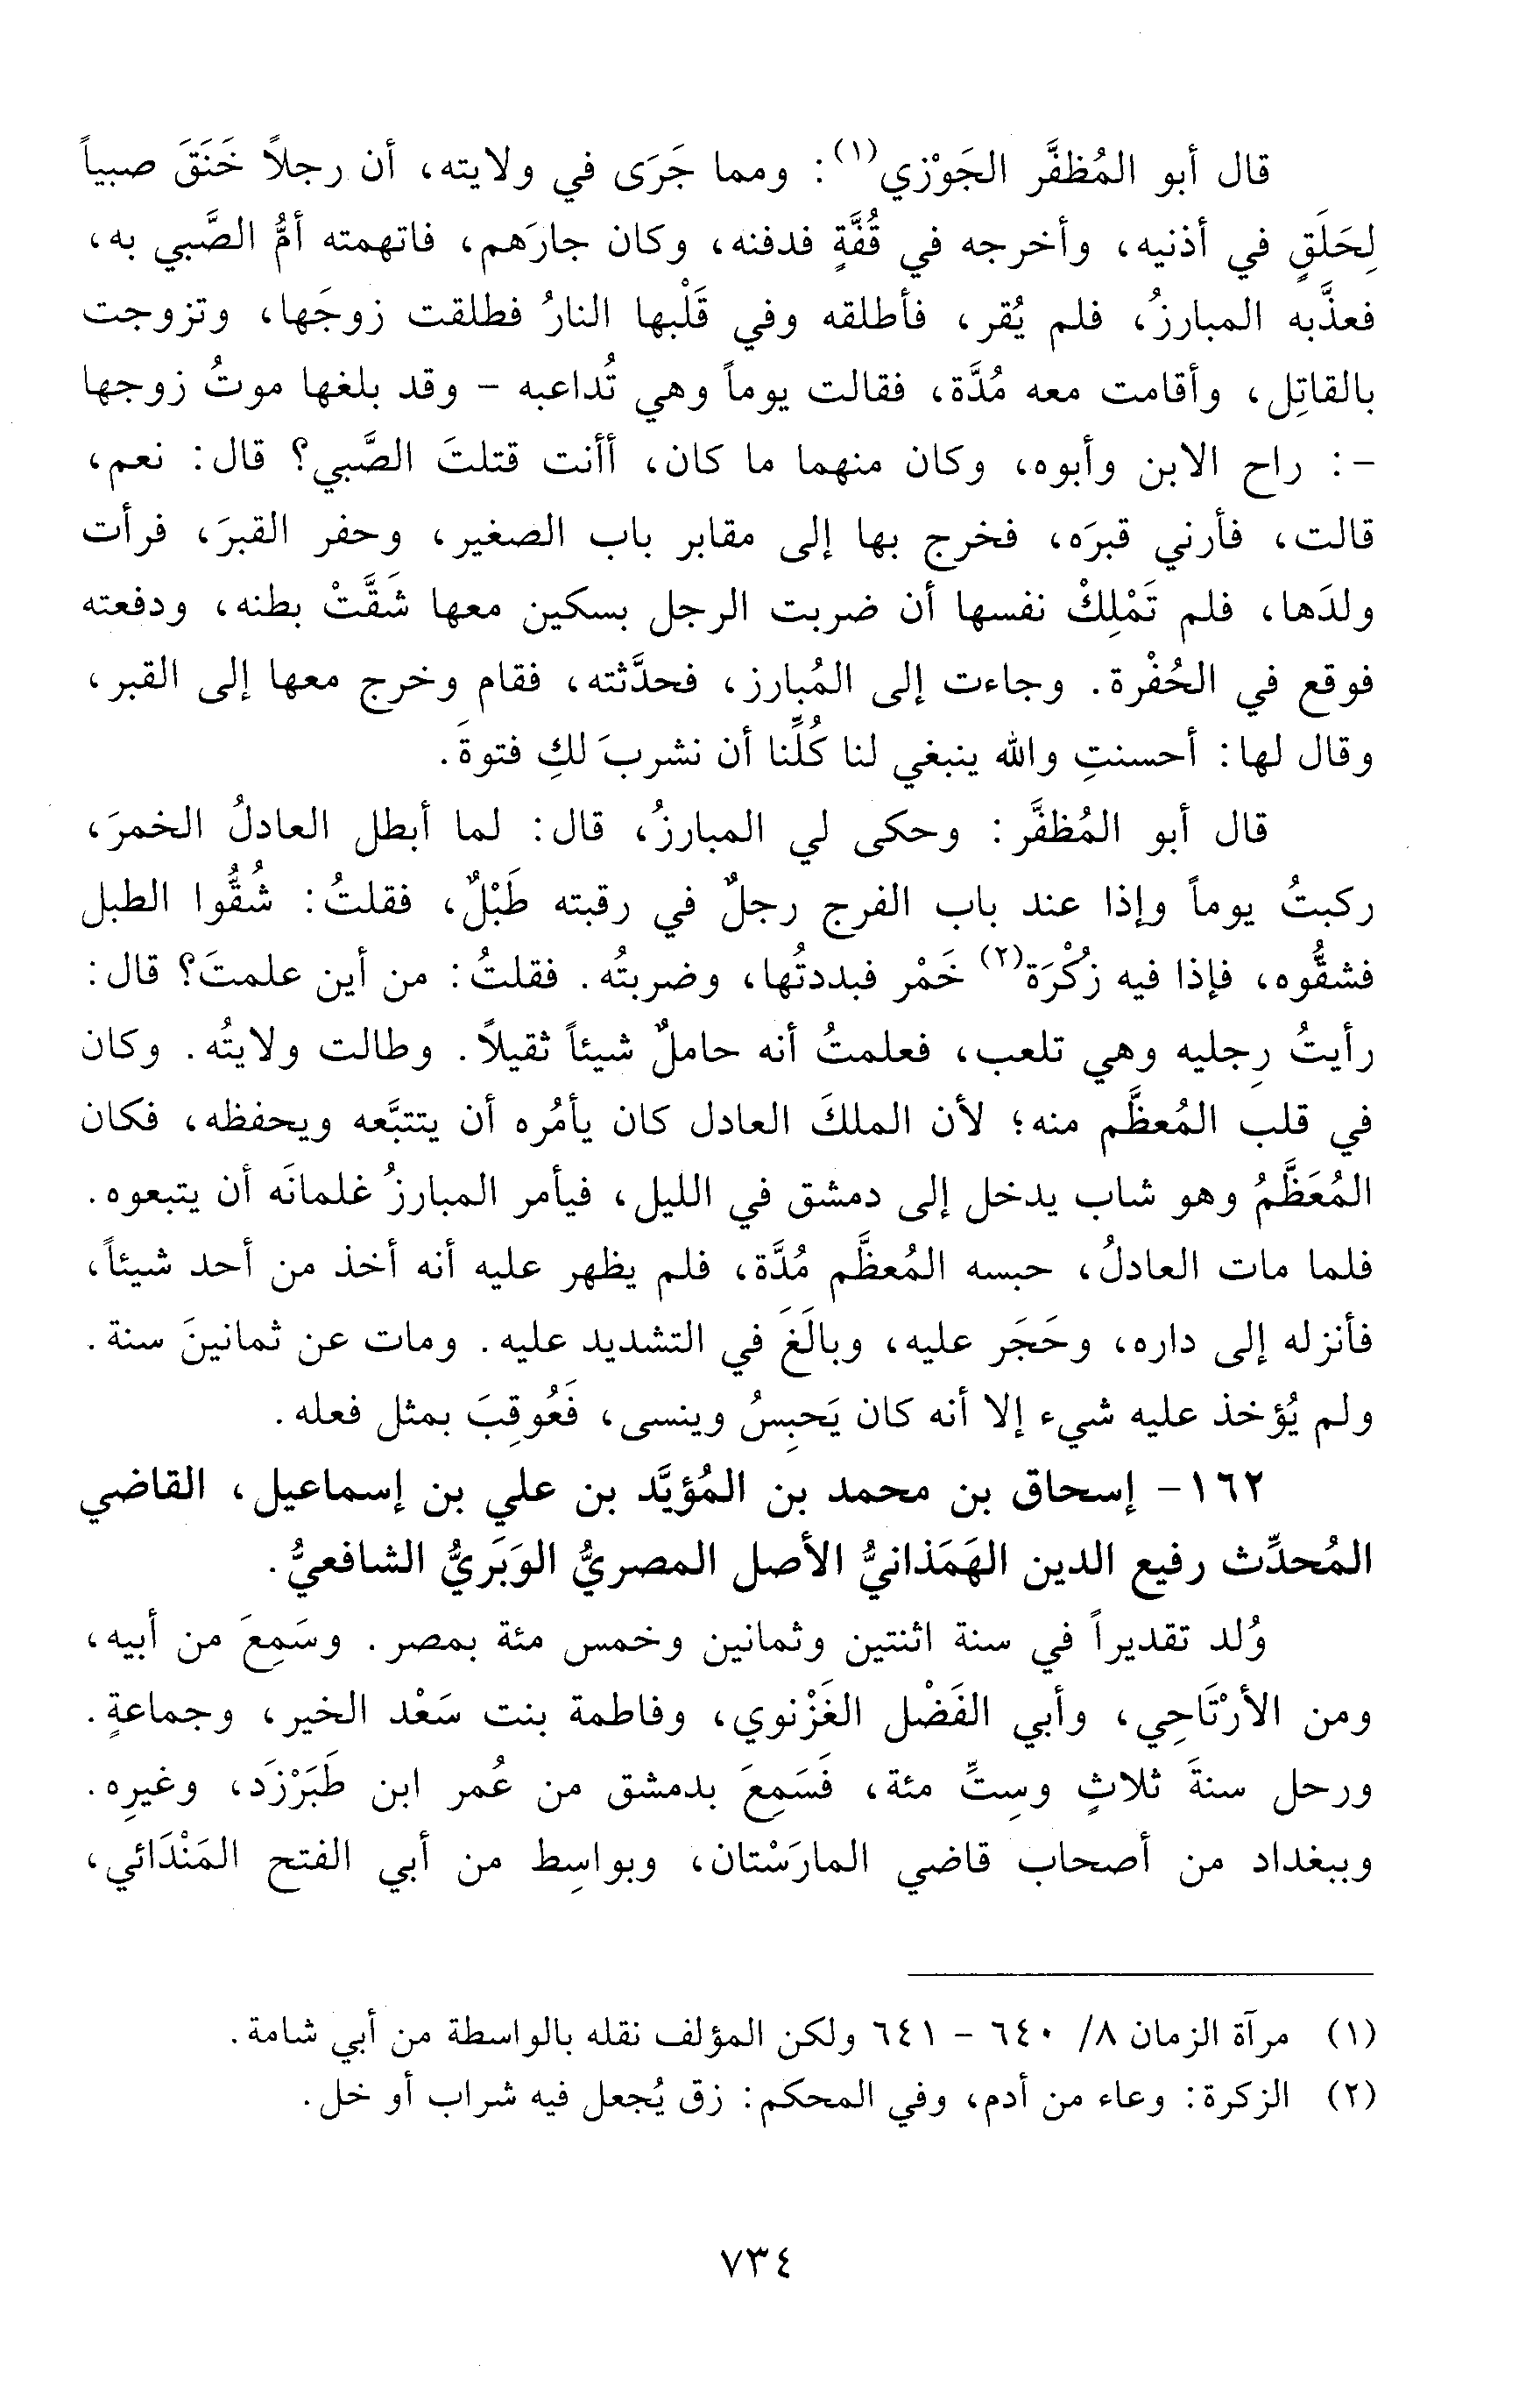 قال أبو المُظفَّر الجَوْزي(١): ومما جَرَى في ولايته، أن رجلاً خَنَقَ صبياً
لِحَلَقٍ في أذنيه، وأخرجه في قُفَّةٍ فدفنه، وكان جارَهم، فاتهمته أمُّ الصَّبي به،
فعذَّبه المبارزُ، فلم يُقر، فأطلقه وفي قَلْبها النارُ فطلقت زوجَها، وتزوجت
بالقاتِل، وأقامت معه مُدَّة، فقالت يوماً وهي تُداعبه - وقد بلغها موتُ زوجها
-: راح الابن وأبوه، وكان منهما ما كان، أأنت قتلتَ الصَّبي؟ قال: نعم،
قالت، فأرني قبرَه، فخرج بها إلى مقابر باب الصغير، وحفر القبرَ، فرأت
ولدَها، فلم تَمْلِكْ نفسها أن ضربت الرجل بسكين معها شَقَّتْ بطنه، ودفعته
فوقع في الحُفْرة. وجاءت إلى المُبارز، فحدَّثته، فقام وخرج معها إلى القبر،
وقال لها: أحسنتِ والله ينبغي لنا كُلِّنا أن نشربَ لكِ فتوةَ.
قال أبو المُظفَّر: وحكى لي المبارزُ، قال: لما أبطل العادلُ الخمرَ،
ركبتُ يوماً وإذا عند باب الفرج رجلٌ في رقبته طَبْلٌ، فقلتُ: شُقُّوا الطبل
فشقُّوه، فإذا فيه زُكْرَة(٢) خَمْر فبددتُها، وضربتُه. فقلتُ: من أين علمتَ؟ قال:
رأيتُ رِجليه وهي تلعب، فعلمتُ أنه حاملٌ شيئاً ثقيلاً. وطالت ولايتُه. وكان
في قلب المُعظَّم منه؛ لأن الملكَ العادل كان يأمُره أن يتتبَّعه ويحفظه، فكان
المُعَظَّمُ وهو شاب يدخل إلى دمشق في الليل، فيأمر المبارزُ غلمانَه أن يتبعوه.
فلما مات العادلُ، حبسه المُعظَّم مُدَّة، فلم يظهر عليه أنه أخذ من أحد شيئاً،
فأنزله إلى داره، وحَجَر عليه، وبالَغَ في التشديد عليه. ومات عن ثمانينَ سنة.
ولم يُؤخذ عليه شيء إلا أنه كان يَحبِسُ وينسى، فَعُوقِبَ بمثل فعله.
١٦٢- إسحاق بن محمد بن المُؤيَّد بن علي بن إسماعيل، القاضي
المُحدِّث رفيع الدين الهَمَذانيُّ الأصل المصريُّ الوَبَريُّ الشافعيُّ.
وُلد تقديراً في سنة اثنتين وثمانين وخمس مئة بمصر. وسَمِعَ من أبيه،
ومن الأرْتَاحِي، وأبي الفَضْل الغَزْنوي، وفاطمة بنت سَعْد الخير، وجماعةٍ.
ورحل سنةَ ثلاثٍ وسِتِّ مئة، فَسَمِعَ بدمشق من عُمر ابن طَبَرْزَد، وغيرِه.
وببغداد من أصحاب قاضي المارَسْتان، وبواسِط من أبي الفتح المَنْدَائي،
(١) مرآة الزمان ٨/ ٦٤٠ - ٦٤١ ولكن المؤلف نقله بالواسطة من أبي شامة.
(٢) الزكرة: وعاء من أدم، وفي المحكم: زق يُجعل فيه شراب أو خل.
٧٣٤